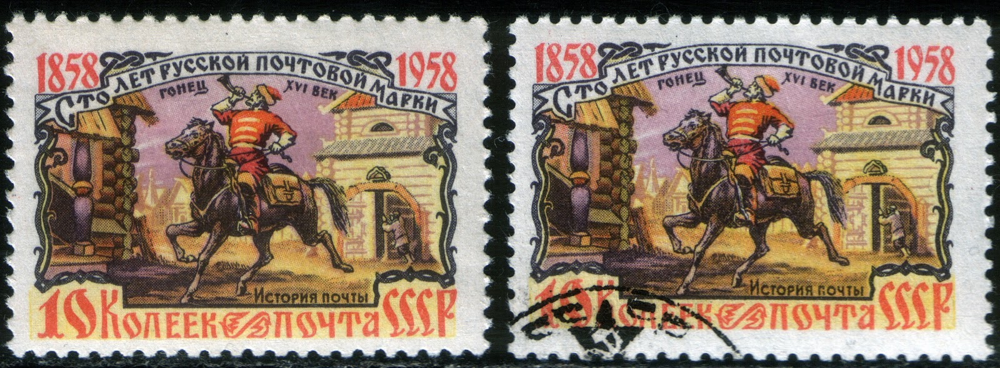 1858 1958
Сто лет русской почтовой марки
гонец XVI век
История почты
10 Копеек почта СССР
1858 1958
Сто лет русской почтовой марки
гонец XVI век
История почты
10 Копеек почта СССР